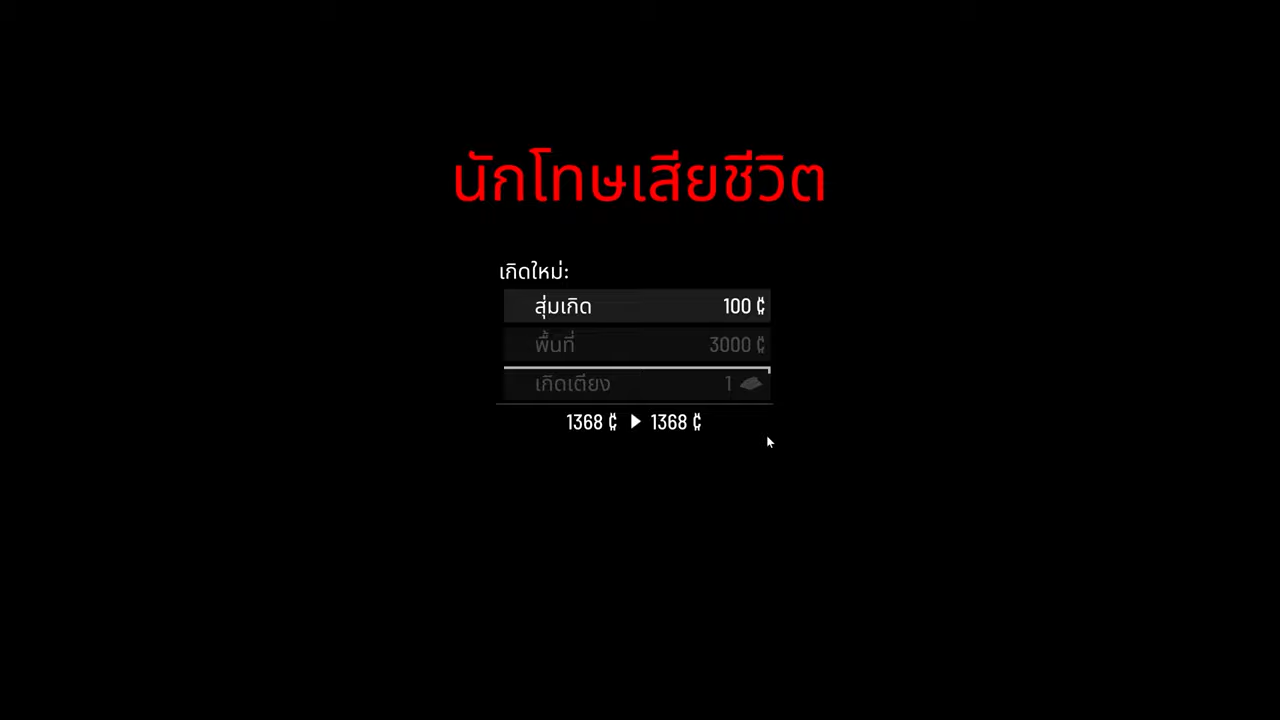 นักโทษเสียชีวิต
เกิดใหม่:
สุ่มเกิด 100
พื้นที่ 3000
เกิดเตียง 1
1368 1368